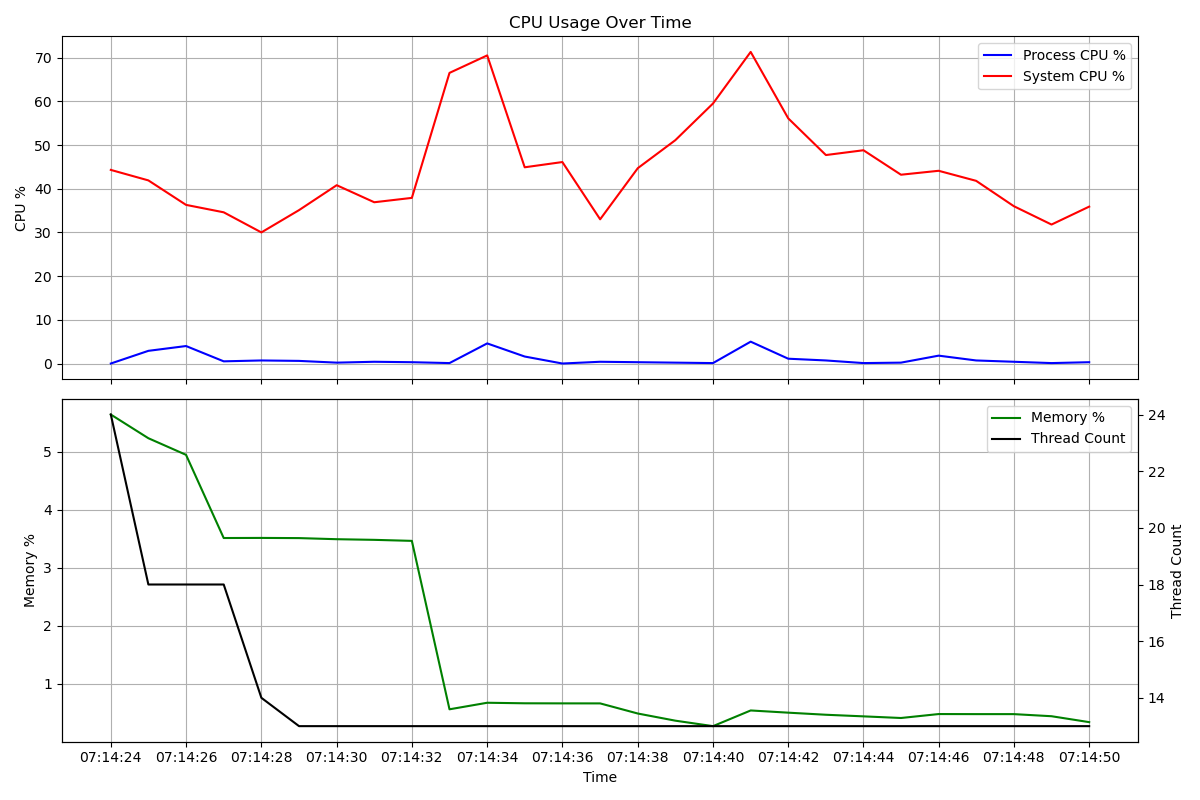 CPU Usage Over Time
CPU %
70
60
50
40
30
20
10
0
Process CPU %
System CPU %
Memory %
5
4
3
2
1
Memory %
Thread Count
24
22
20
18
16
14
Thread Count
07:14:24 07:14:26 07:14:28 07:14:30 07:14:32 07:14:34 07:14:36 07:14:38 07:14:40 07:14:42 07:14:44 07:14:46 07:14:48 07:14:50
Time